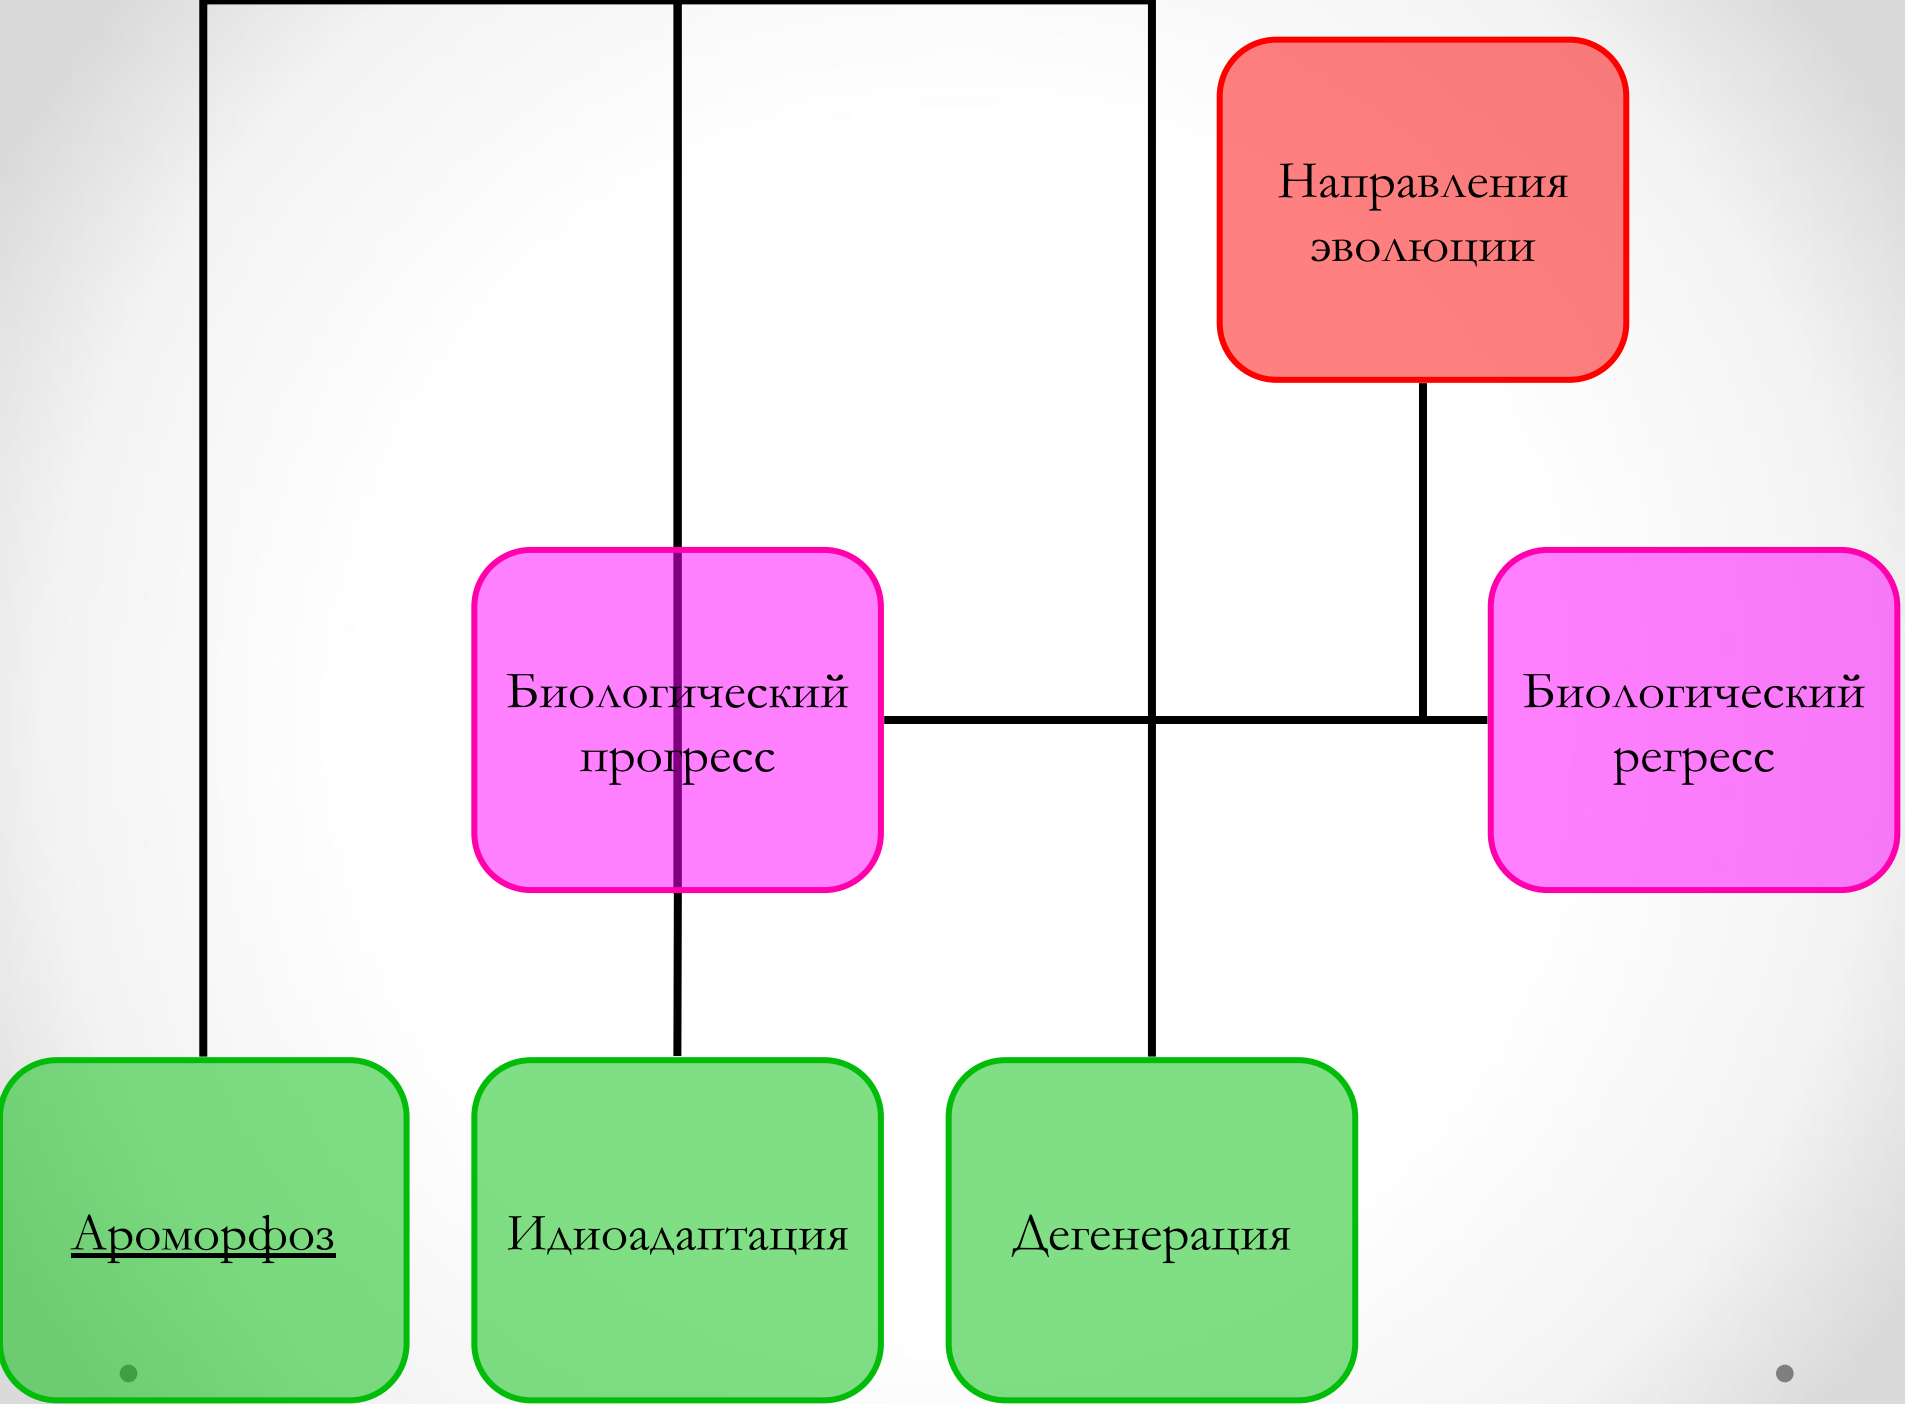 Направления
эволюции
Биологический
прогресс
Биологический
регресс
Ароморфоз
Идиоадаптация
Дегенерация